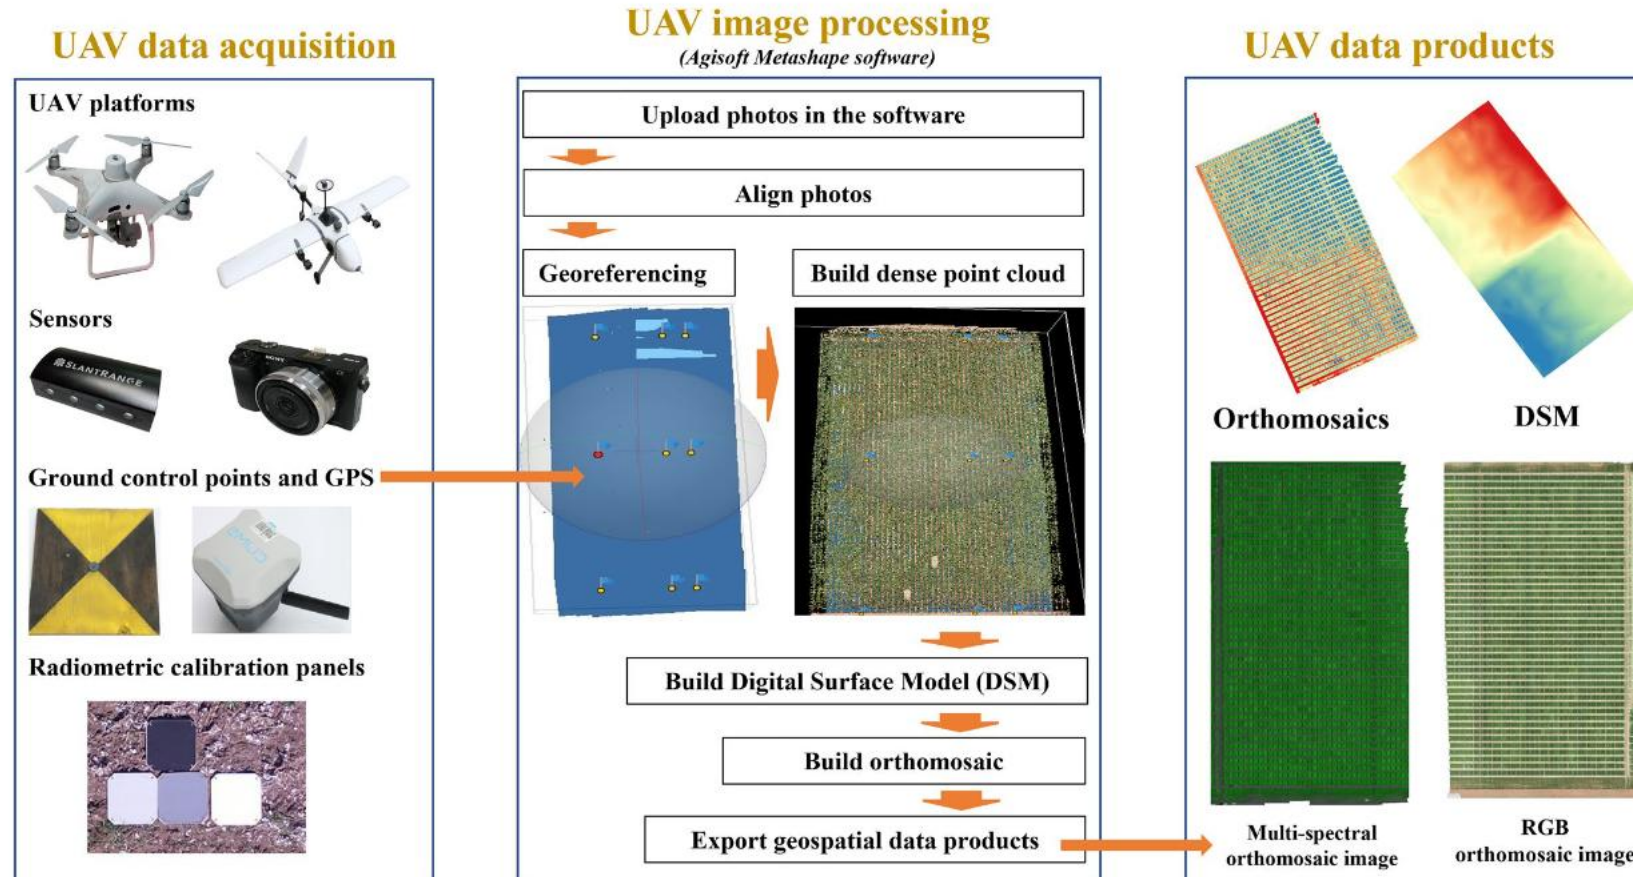 UAV data acquisition
UAV platforms
Sensors
SLANTRANGE
SONY
Ground control points and GPS
Radiometric calibration panels
UAV image processing
(Agisoft Metashape software)
Upload photos in the software
Align photos
Georeferencing
Build dense point cloud
Build Digital Surface Model (DSM)
Build orthomosaic
Export geospatial data products
UAV data products
Orthomosaics
DSM
Multi-spectral
orthomosaic image
RGB
orthomosaic image